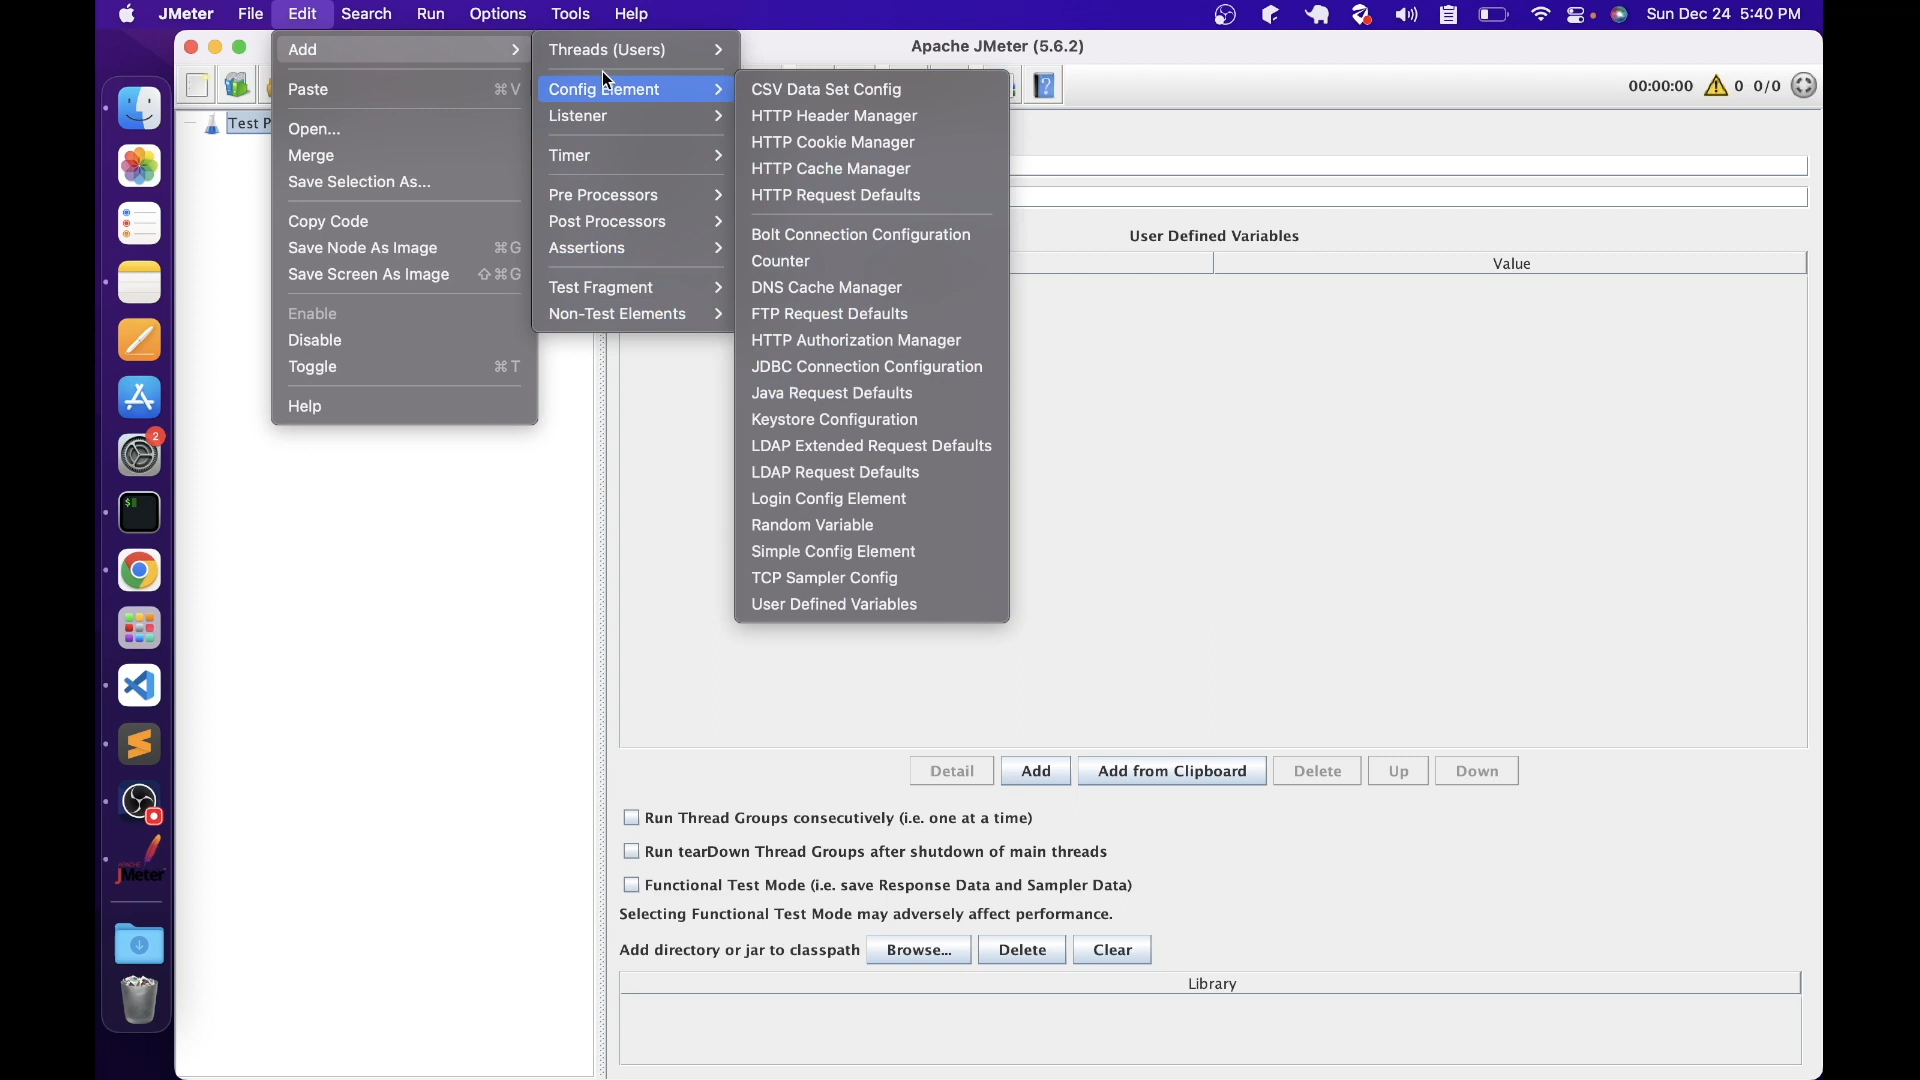 JMeter File Edit Search Run Options Tools Help Sun Dec 24 5:40 PM
Apache JMeter (5.6.2)
00:00:00 0 0/0
Test P
Add
Paste ⌘V
Open...
Merge
Save Selection As...
Copy Code
Save Node As Image ⌘G
Save Screen As Image ⇧⌘G
Enable
Disable
Toggle ⌘T
Help
Threads (Users)
Config Element
Listener
Timer
Pre Processors
Post Processors
Assertions
Test Fragment
Non-Test Elements
CSV Data Set Config
HTTP Header Manager
HTTP Cookie Manager
HTTP Cache Manager
HTTP Request Defaults
Bolt Connection Configuration
Counter
DNS Cache Manager
FTP Request Defaults
HTTP Authorization Manager
JDBC Connection Configuration
Java Request Defaults
Keystore Configuration
LDAP Extended Request Defaults
LDAP Request Defaults
Login Config Element
Random Variable
Simple Config Element
TCP Sampler Config
User Defined Variables
User Defined Variables
Value
Detail Add Add from Clipboard Delete Up Down
Run Thread Groups consecutively (i.e. one at a time)
Run tearDown Thread Groups after shutdown of main threads
Functional Test Mode (i.e. save Response Data and Sampler Data)
Selecting Functional Test Mode may adversely affect performance.
Add directory or jar to classpath Browse... Delete Clear
Library
2
$
APACHE
JMeter